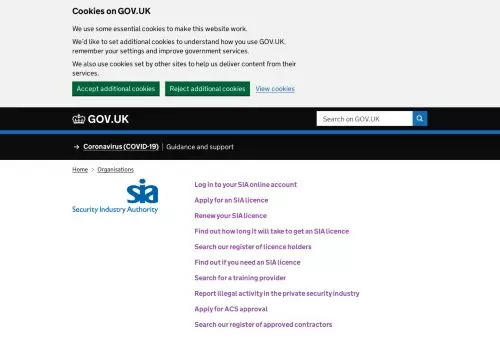 Cookies on GOV.UK
We use some essential cookies to make this website work.
We'd like to set additional cookies to understand how you use GOV.UK,
remember your settings and improve government services.
We also use cookies set by other sites to help us deliver content from their
services.
Accept additional cookies
Reject additional cookies
View cookies
GOV.UK
Search on GOV.UK
→ Coronavirus (COVID-19) | Guidance and support
Home > Organisations
sia
Security Industry Authority
Log in to your SIA online account
Apply for an SIA licence
Renew your SIA licence
Find out how long it will take to get an SIA licence
Search our register of licence holders
Find out if you need an SIA licence
Search for a training provider
Report illegal activity in the private security industry
Apply for ACS approval
Search our register of approved contractors